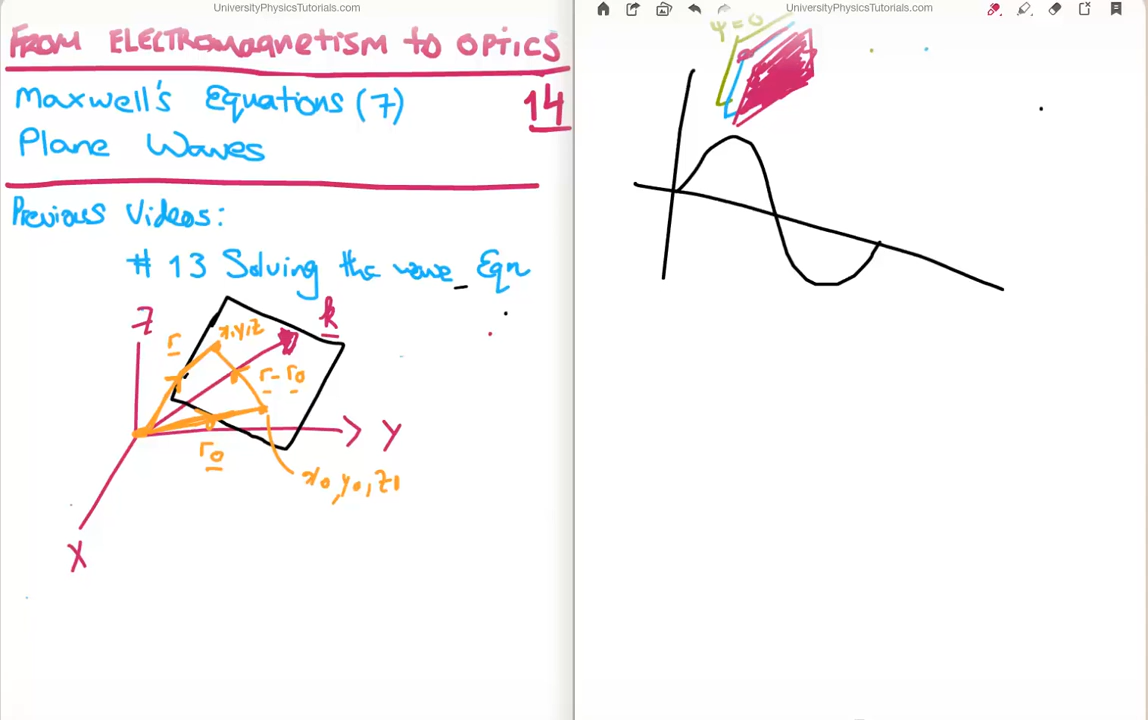 UniversityPhysicsTutorials.com
From Electromagnetism to Optics
Maxwell's Equations (7)
14
Plane Waves
Previous Videos:
# 13 Solving the wave Eqn
Z
k
r
x,y,z
r - r0
Y
r0
x0,y0,z0
X
UniversityPhysicsTutorials.com
Ψ = 0